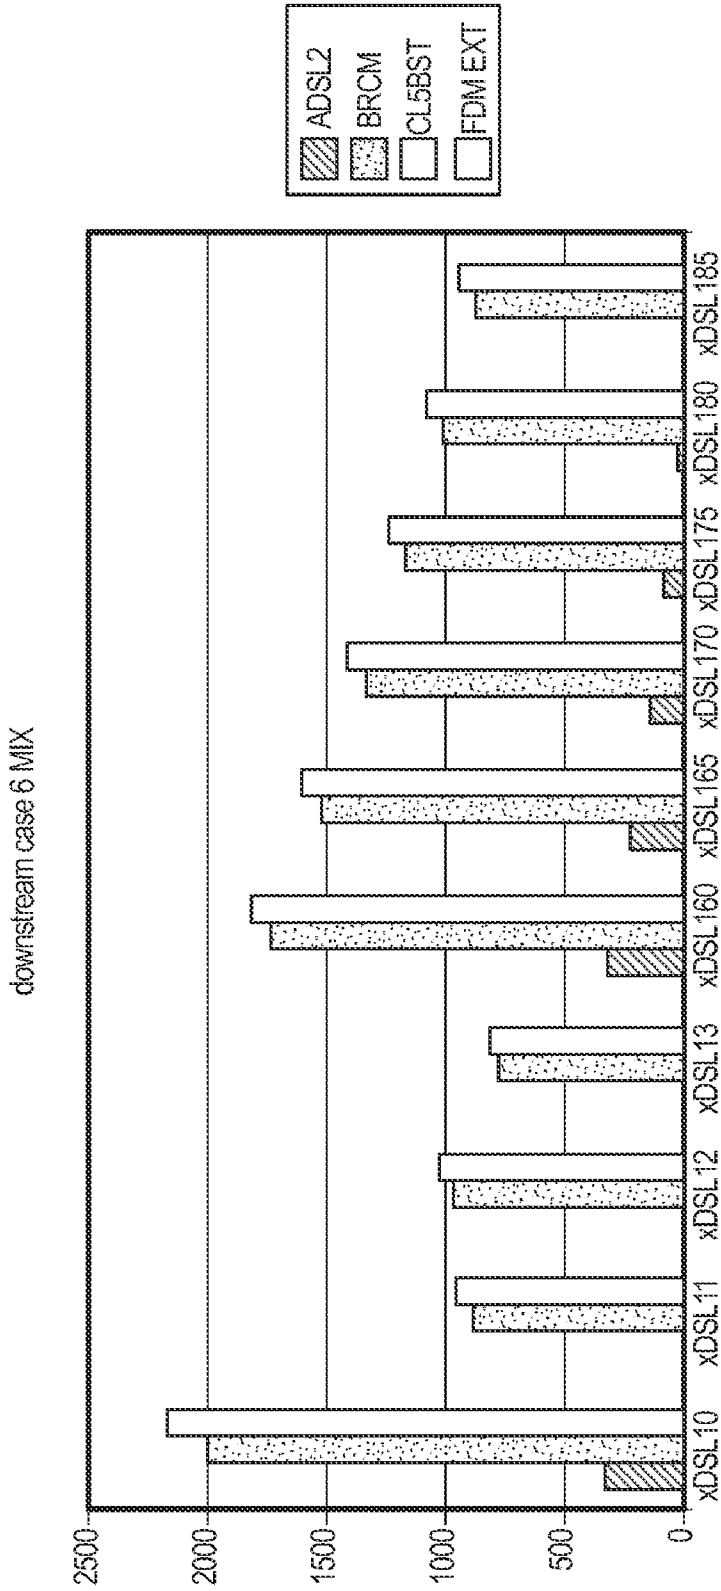 downstream case 6 MIX
2500
2000
1500
1000
500
0
xDSL10
xDSL11
xDSL12
xDSL13
xDSL160
xDSL165
xDSL170
xDSL175
xDSL180
xDSL185
ADSL2
BRCM
CL5BST
FDM EXT